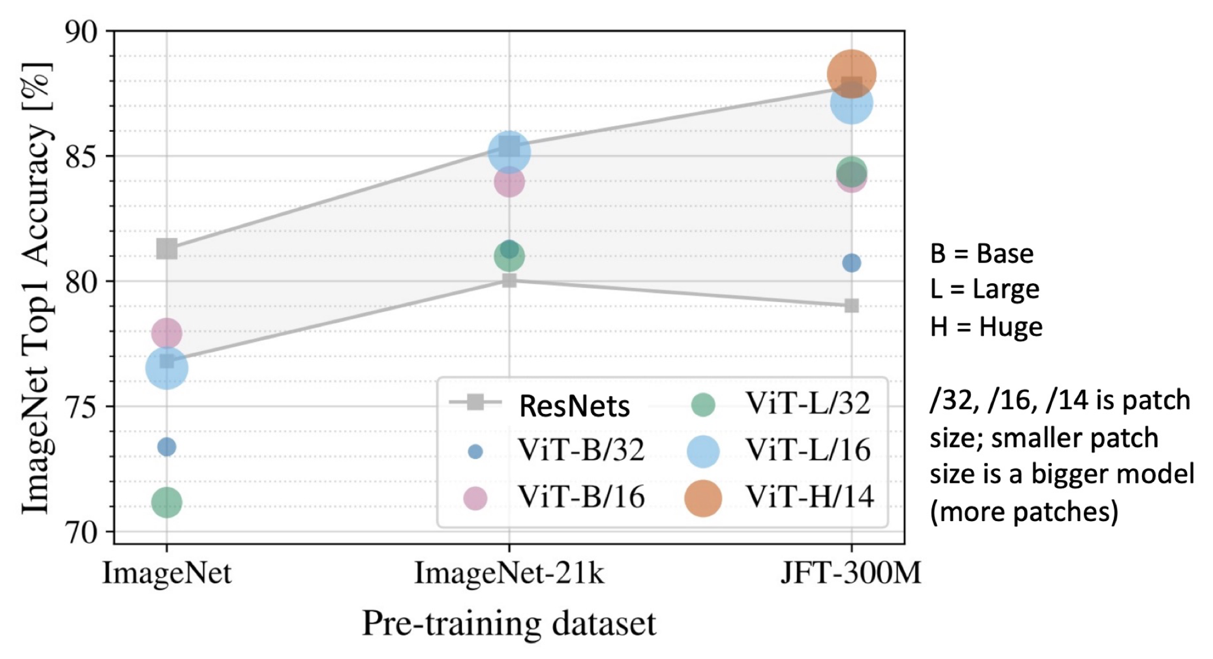 ImageNet Top1 Accuracy [%]
90
85
80
75
70
ResNets
ViT-B/32
ViT-B/16
ViT-L/32
ViT-L/16
ViT-H/14
ImageNet
ImageNet-21k
JFT-300M
Pre-training dataset
B = Base
L = Large
H = Huge
/32, /16, /14 is patch
size; smaller patch
size is a bigger model
(more patches)